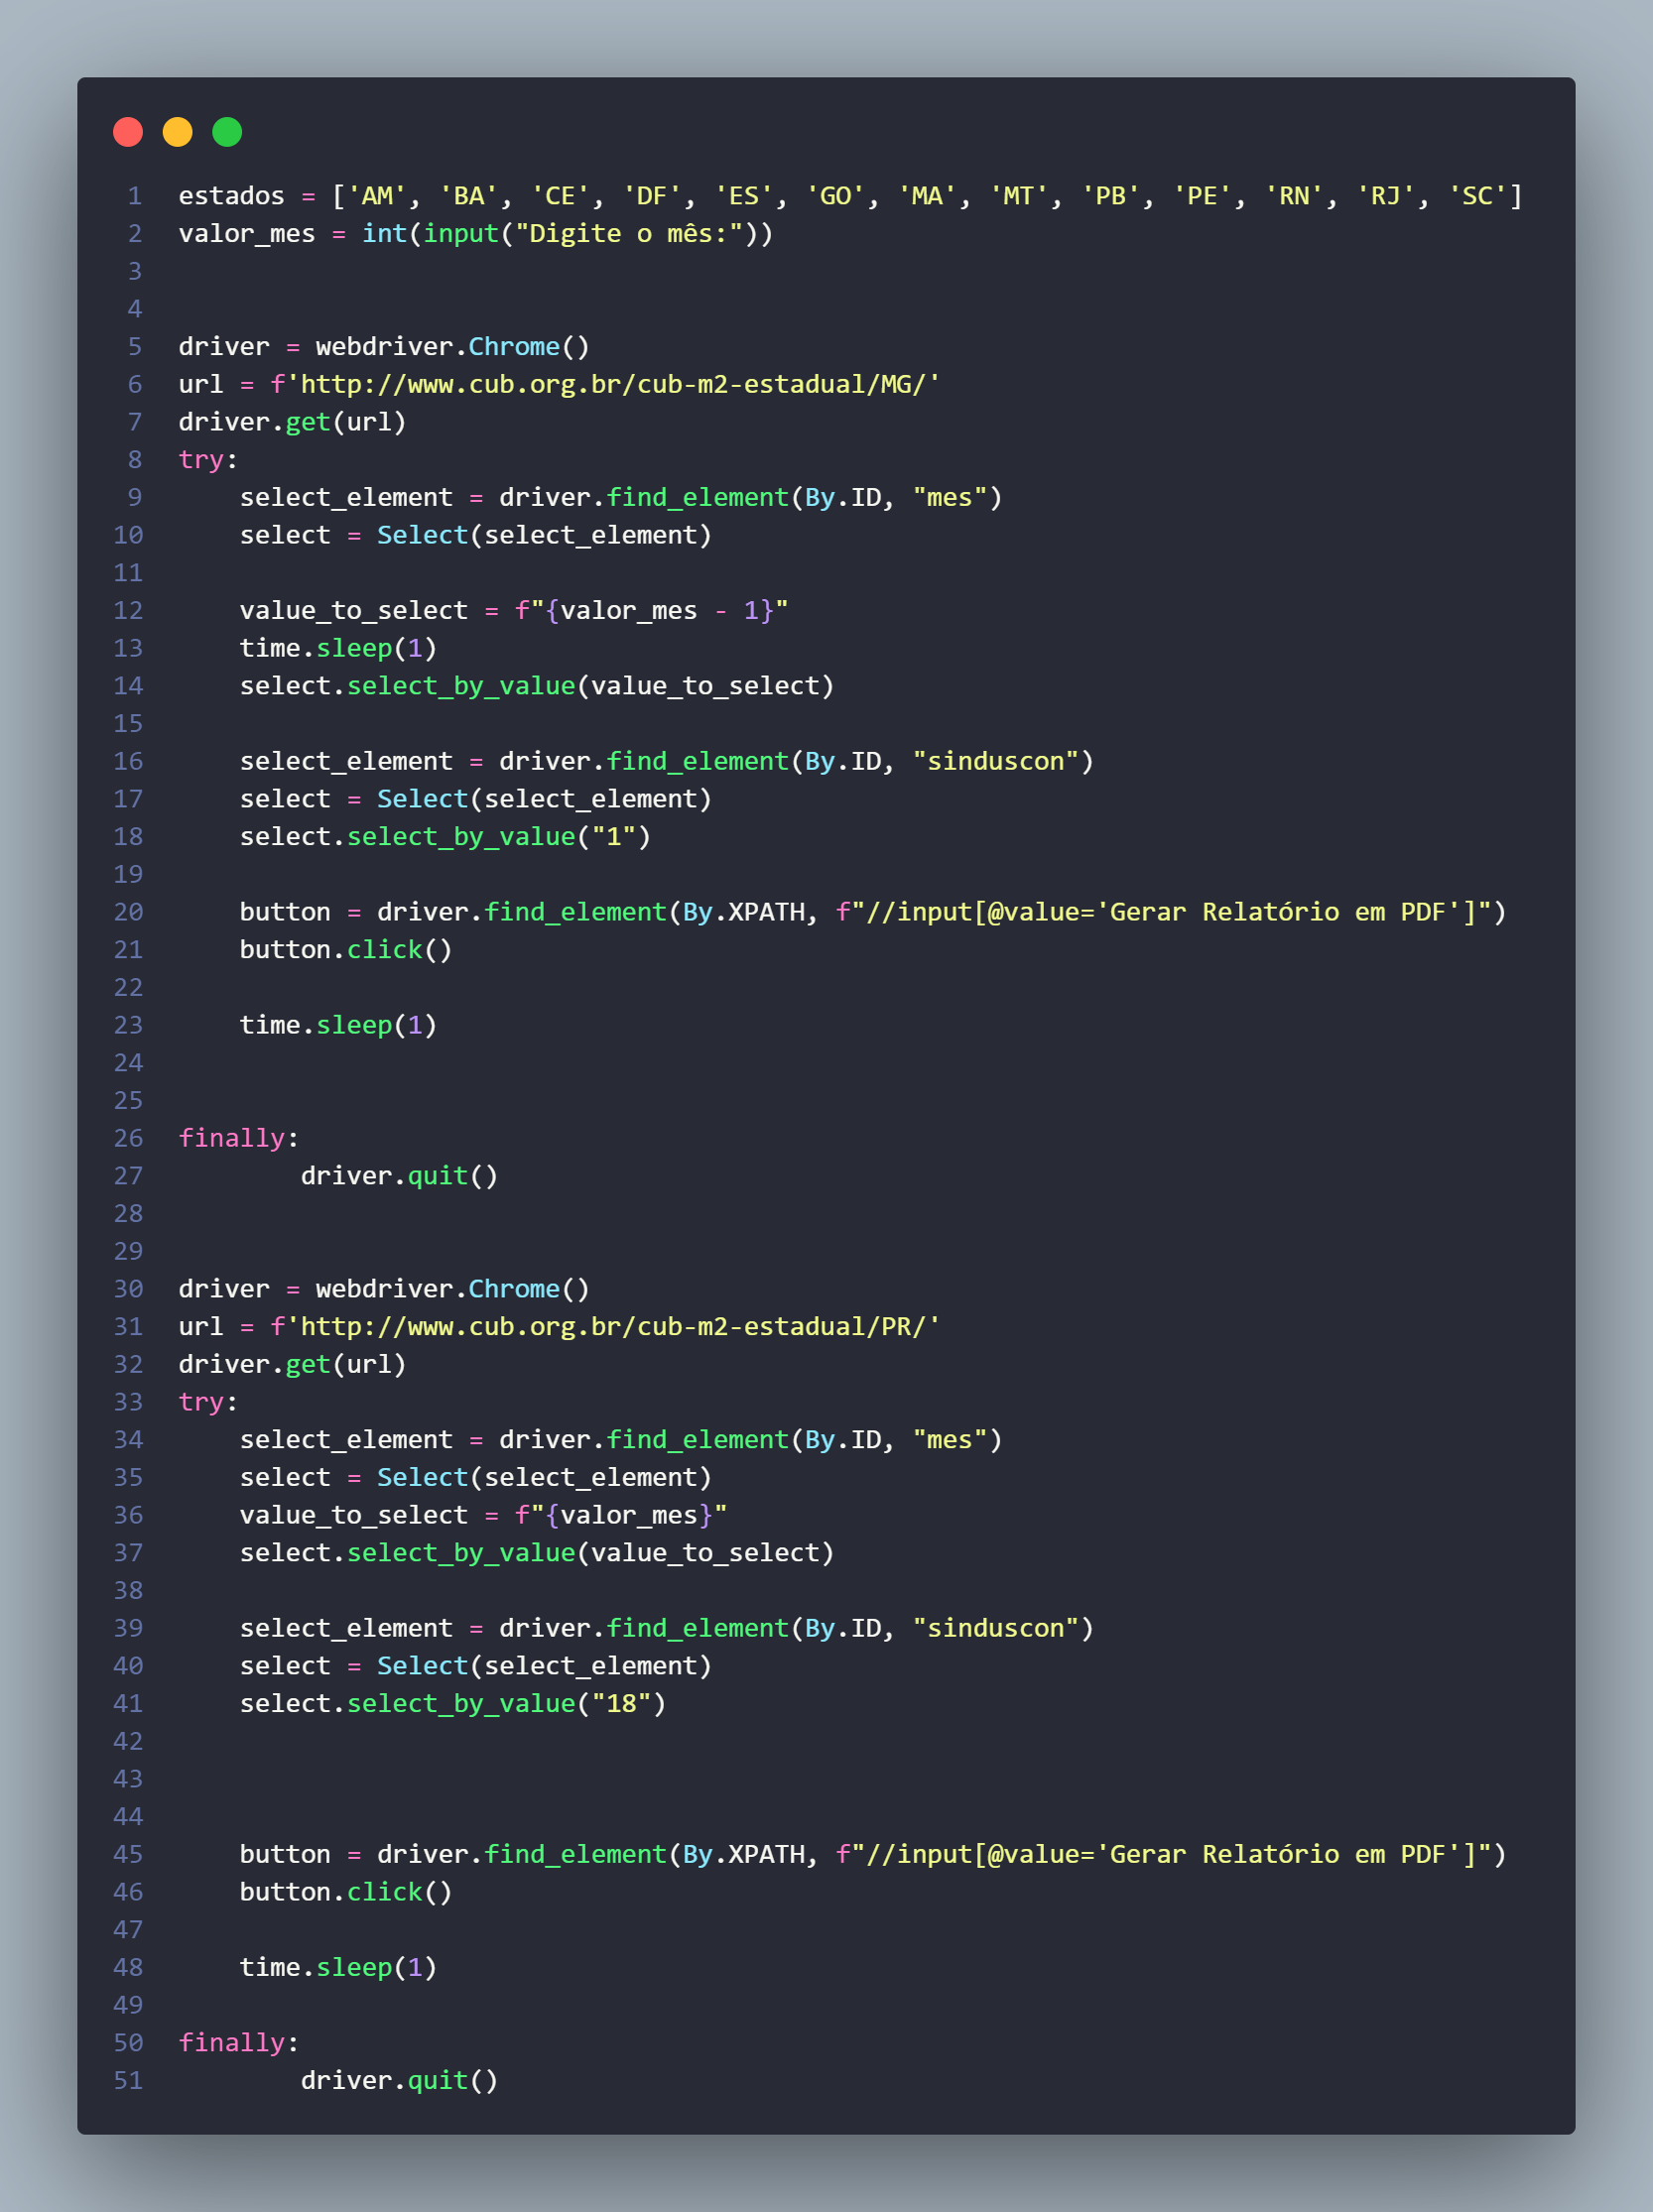 1 estados = ['AM', 'BA', 'CE', 'DF', 'ES', 'GO', 'MA', 'MT', 'PB', 'PE', 'RN', 'RJ', 'SC']
2 valor_mes = int(input("Digite o mês:"))
3
4
5 driver = webdriver.Chrome()
6 url = f'http://www.cub.org.br/cub-m2-estadual/MG/'
7 driver.get(url)
8 try:
9     select_element = driver.find_element(By.ID, "mes")
10     select = Select(select_element)
11
12     value_to_select = f"{valor_mes - 1}"
13     time.sleep(1)
14     select.select_by_value(value_to_select)
15
16     select_element = driver.find_element(By.ID, "sinduscon")
17     select = Select(select_element)
18     select.select_by_value("1")
19
20     button = driver.find_element(By.XPATH, f"//input[@value='Gerar Relatório em PDF']")
21     button.click()
22
23     time.sleep(1)
24
25
26 finally:
27         driver.quit()
28
29
30 driver = webdriver.Chrome()
31 url = f'http://www.cub.org.br/cub-m2-estadual/PR/'
32 driver.get(url)
33 try:
34     select_element = driver.find_element(By.ID, "mes")
35     select = Select(select_element)
36     value_to_select = f"{valor_mes}"
37     select.select_by_value(value_to_select)
38
39     select_element = driver.find_element(By.ID, "sinduscon")
40     select = Select(select_element)
41     select.select_by_value("18")
42
43
44
45     button = driver.find_element(By.XPATH, f"//input[@value='Gerar Relatório em PDF']")
46     button.click()
47
48     time.sleep(1)
49
50 finally:
51         driver.quit()